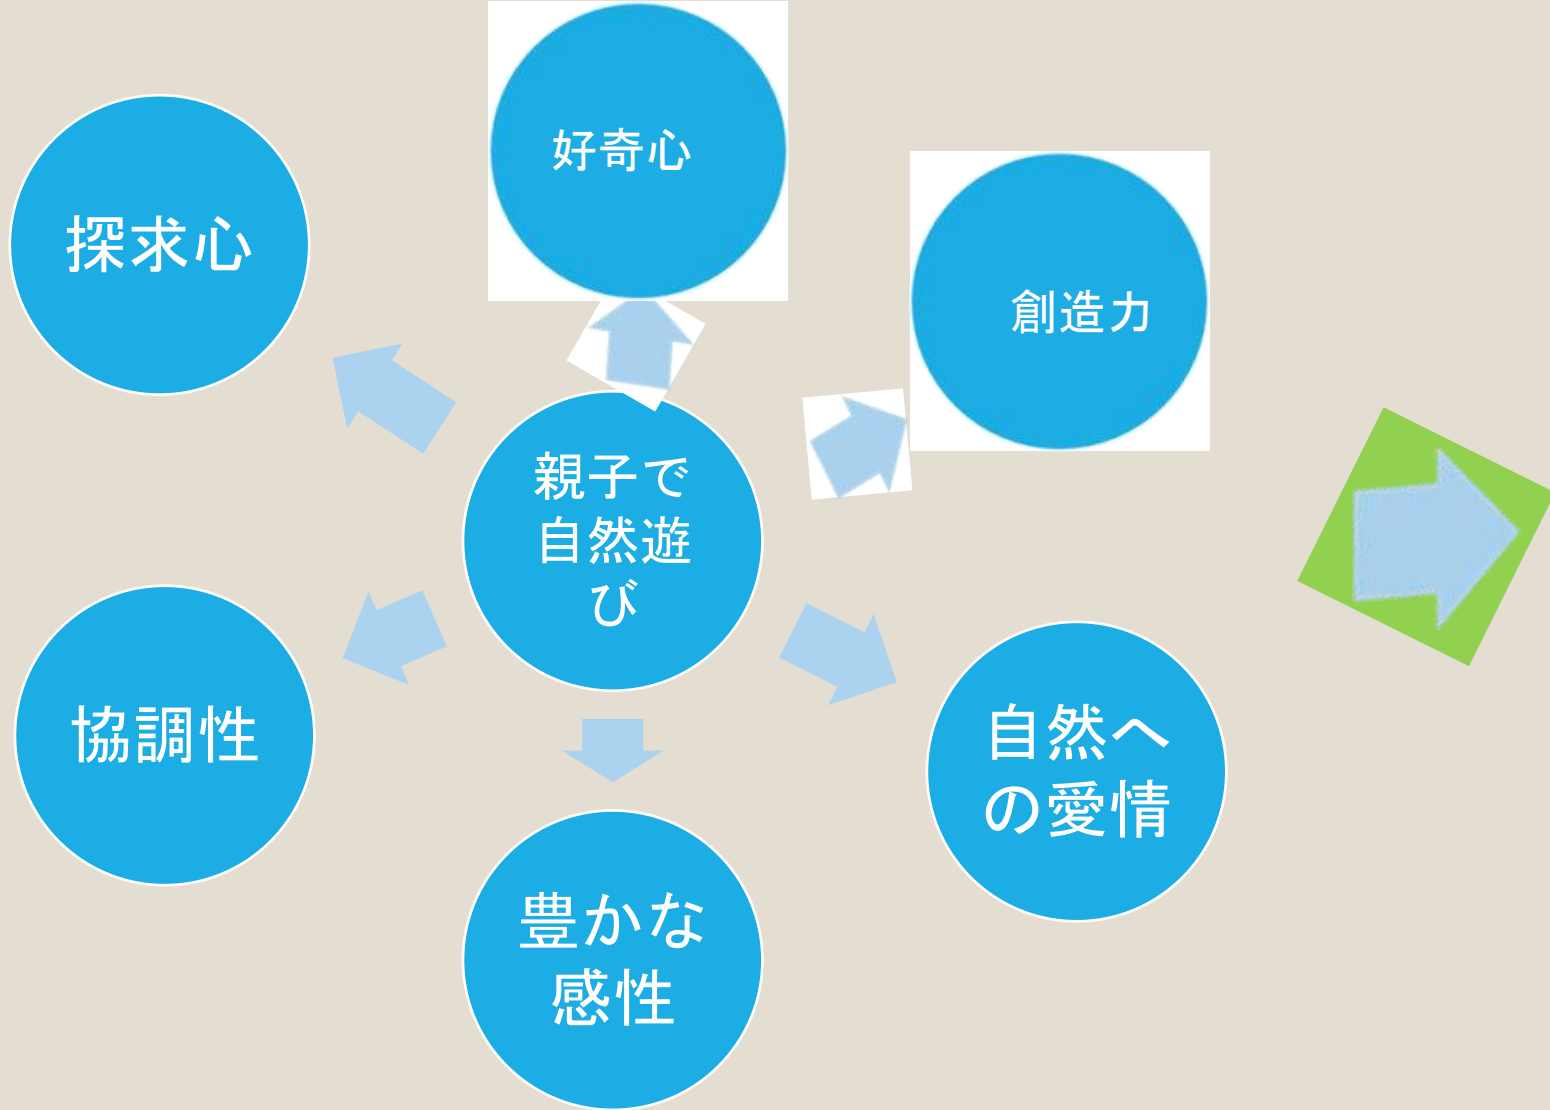 好奇心
探求心
創造力
親子で
自然遊
び
協調性
自然へ
の愛情
豊かな
感性